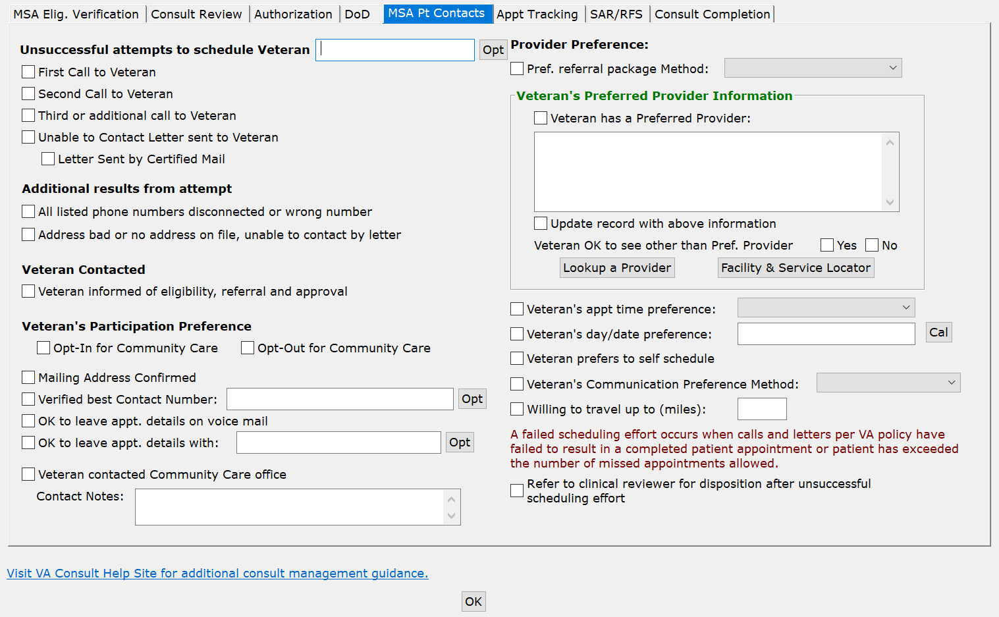 MSA Elig. Verification Consult Review Authorization DoD MSA Pt Contacts Appt Tracking SAR/RFS Consult Completion
Unsuccessful attempts to schedule Veteran Opt
First Call to Veteran
Second Call to Veteran
Third or additional call to Veteran
Unable to Contact Letter sent to Veteran
Letter Sent by Certified Mail
Additional results from attempt
All listed phone numbers disconnected or wrong number
Address bad or no address on file, unable to contact by letter
Veteran Contacted
Veteran informed of eligibility, referral and approval
Veteran's Participation Preference
Opt-In for Community Care Opt-Out for Community Care
Mailing Address Confirmed
Verified best Contact Number: Opt
OK to leave appt. details on voice mail
OK to leave appt. details with: Opt
Veteran contacted Community Care office
Contact Notes:
Provider Preference:
Pref. referral package Method:
Veteran's Preferred Provider Information
Veteran has a Preferred Provider:
Update record with above information
Veteran OK to see other than Pref. Provider Yes No
Lookup a Provider Facility & Service Locator
Veteran's appt time preference:
Veteran's day/date preference: Cal
Veteran prefers to self schedule
Veteran's Communication Preference Method:
Willing to travel up to (miles):
A failed scheduling effort occurs when calls and letters per VA policy have
failed to result in a completed patient appointment or patient has exceeded
the number of missed appointments allowed.
Refer to clinical reviewer for disposition after unsuccessful
scheduling effort
Visit VA Consult Help Site for additional consult management guidance.
OK